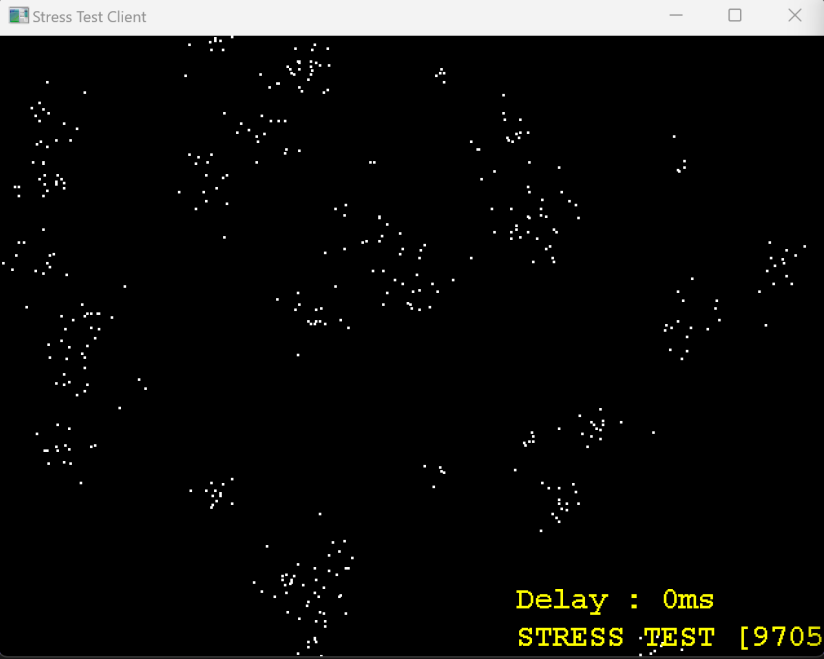 Stress Test Client
Delay : 0ms
STRESS TEST [9705